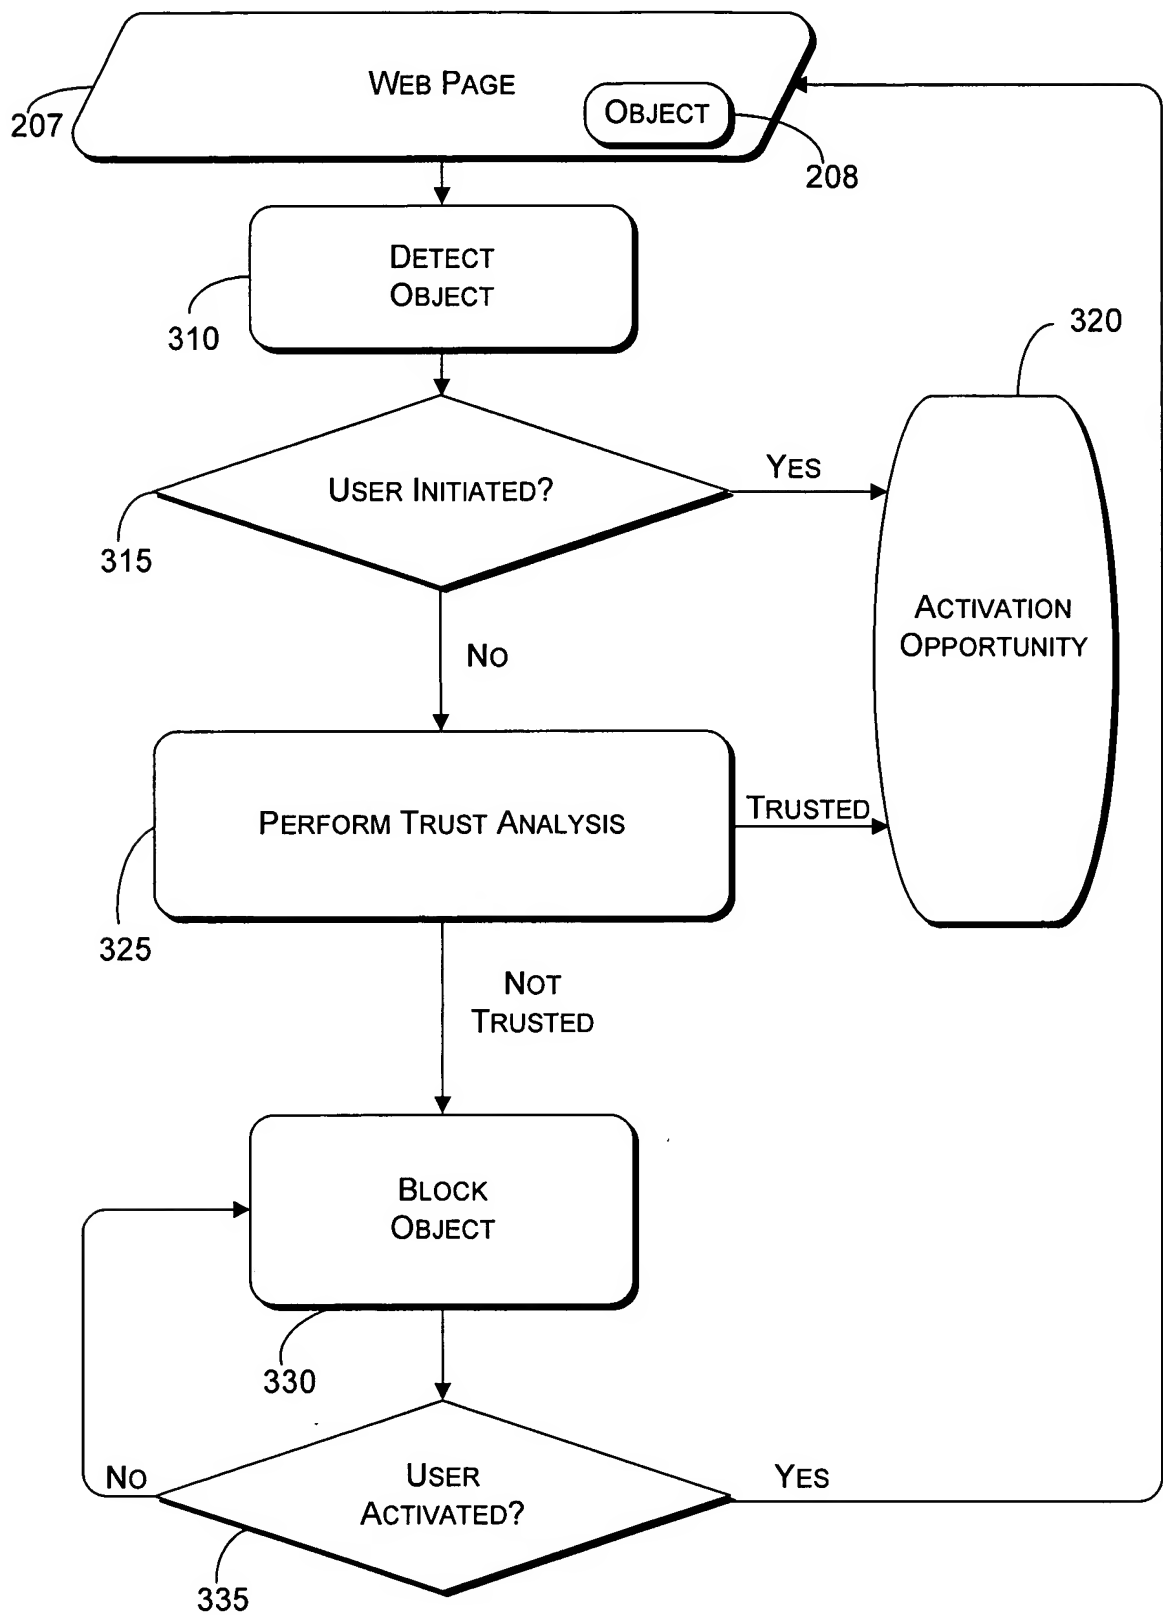 WEB PAGE
OBJECT
207
208
DETECT
OBJECT
310
320
USER INITIATED?
YES
315
ACTIVATION
OPPORTUNITY
NO
PERFORM TRUST ANALYSIS
TRUSTED
325
NOT
TRUSTED
BLOCK
OBJECT
330
NO
USER
ACTIVATED?
YES
335